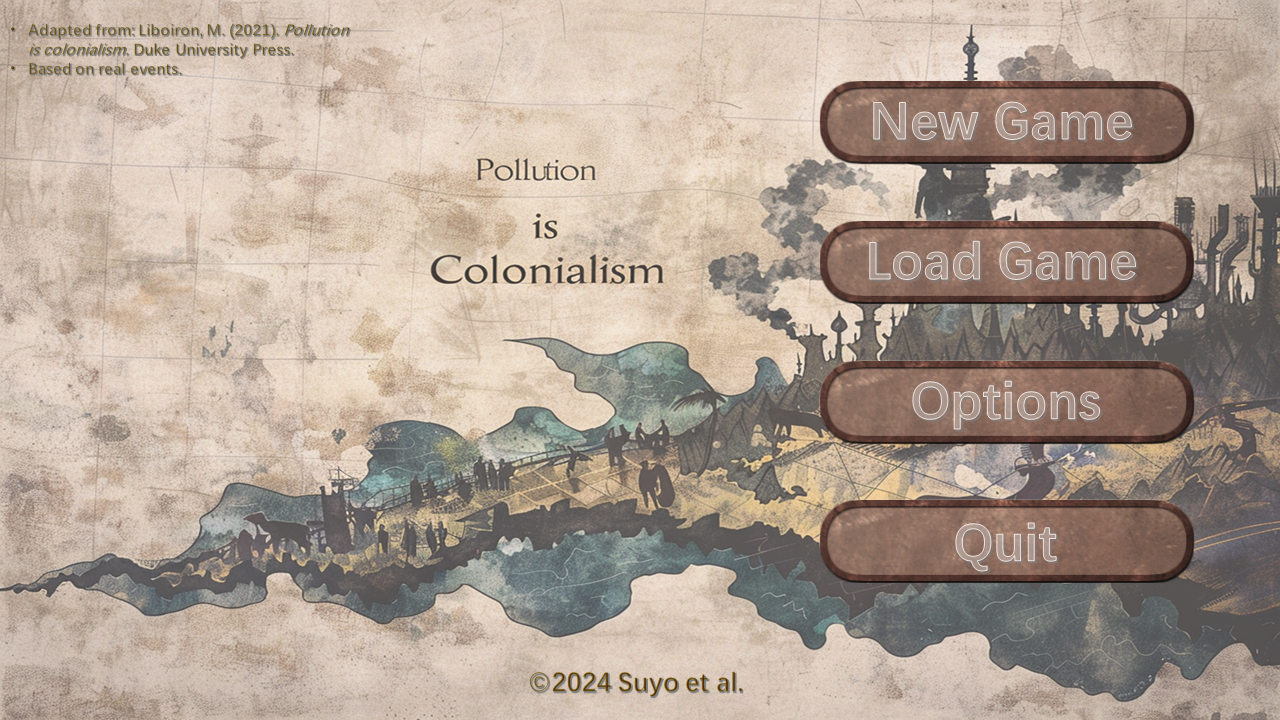 • Adapted from: Liboiron, M. (2021). Pollution
is colonialism. Duke University Press.
• Based on real events.
Pollution
is
Colonialism
New Game
Load Game
Options
Quit
©2024 Suyo et al.